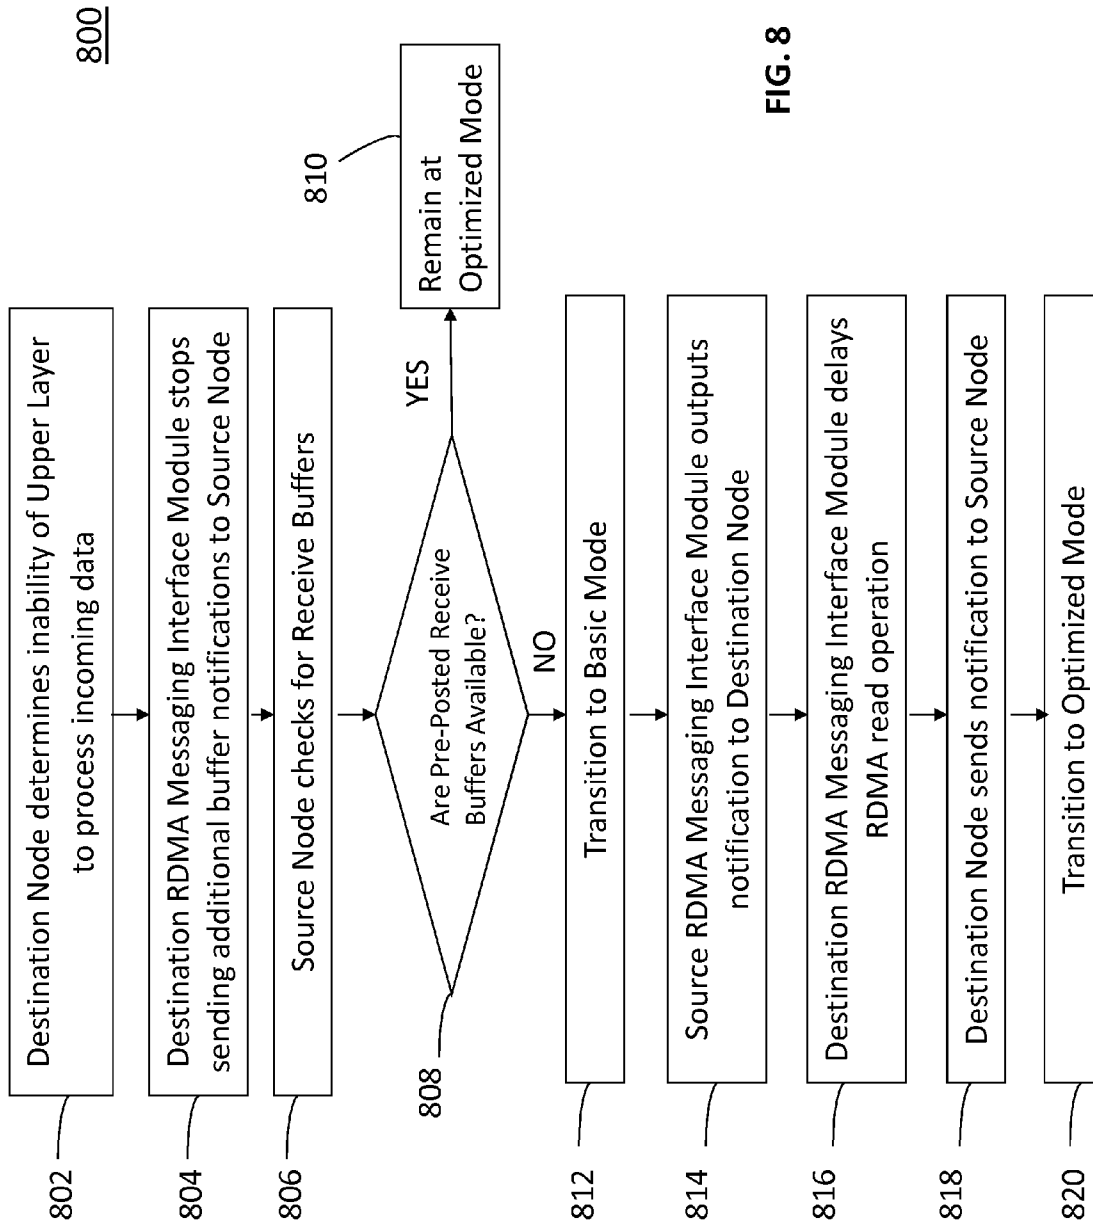 800
802
Destination Node determines inability of Upper Layer
to process incoming data
804
Destination RDMA Messaging Interface Module stops
sending additional buffer notifications to Source Node
806
Source Node checks for Receive Buffers
808
Are Pre-Posted Receive
Buffers Available?
YES
810
Remain at
Optimized Mode
NO
812
Transition to Basic Mode
814
Source RDMA Messaging Interface Module outputs
notification to Destination Node
816
Destination RDMA Messaging Interface Module delays
RDMA read operation
818
Destination Node sends notification to Source Node
820
Transition to Optimized Mode
FIG. 8